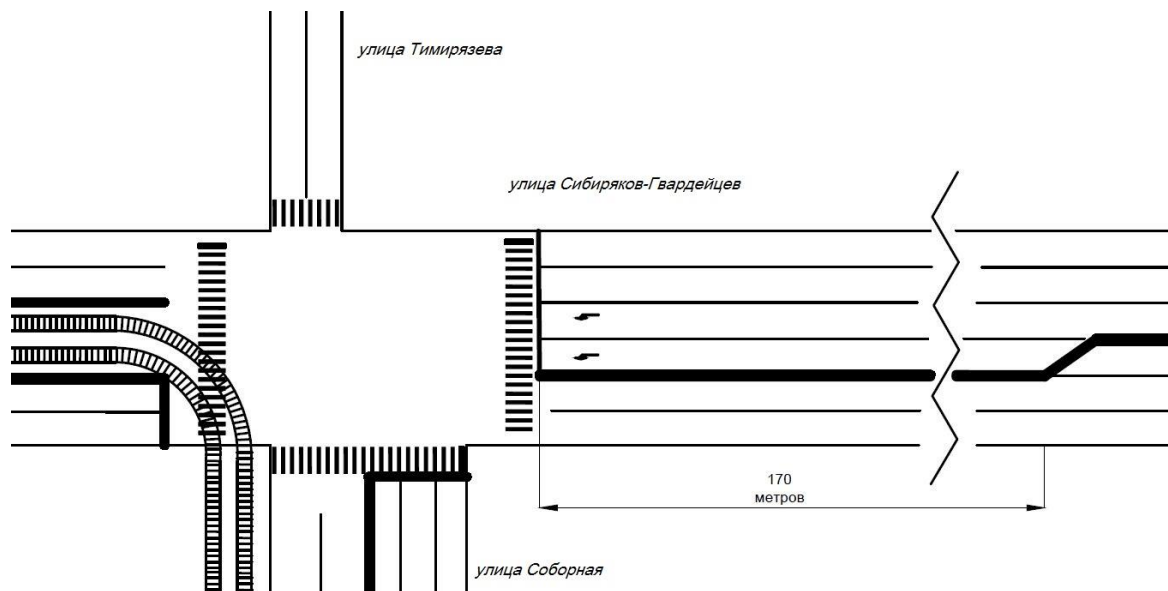 улица Тимирязева
улица Сибиряков-Гвардейцев
170
метров
улица Соборная